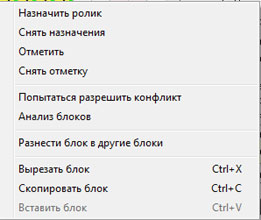 Назначить ролик
Снять назначения
Отметить
Снять отметку
Попытаться разрешить конфликт
Анализ блоков
Разнести блок в другие блоки
Вырезать блок Ctrl+X
Скопировать блок Ctrl+C
Вставить блок Ctrl+V